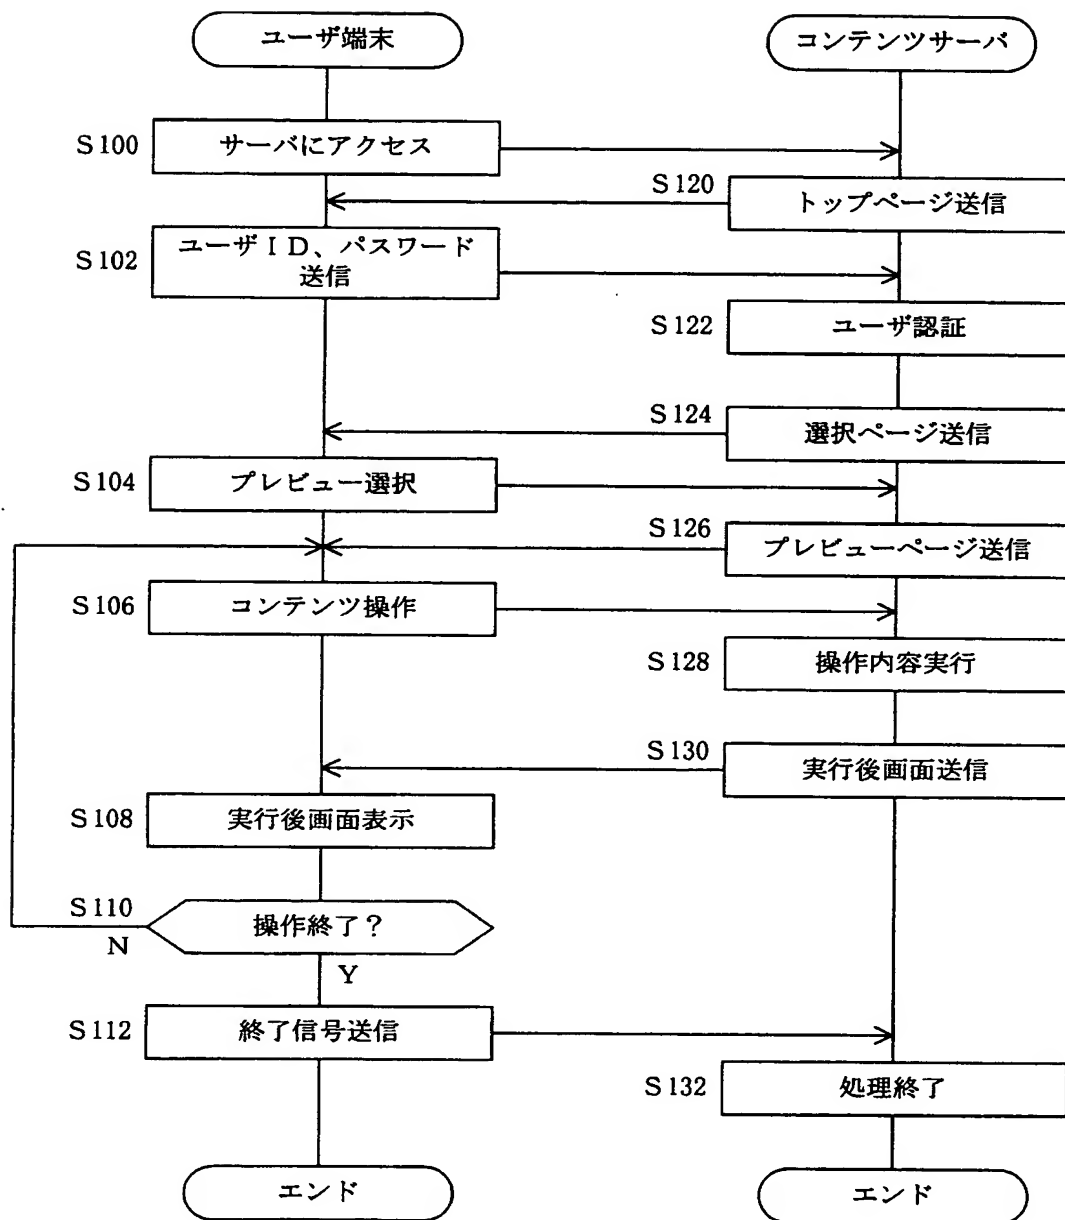 ユーザ端末
コンテンツサーバ
S100
サーバにアクセス
S120
トップページ送信
S102
ユーザID、パスワード
送信
S122
ユーザ認証
S124
選択ページ送信
S104
プレビュー選択
S126
プレビューページ送信
S106
コンテンツ操作
S128
操作内容実行
S130
実行後画面送信
S108
実行後画面表示
S110
操作終了?
N
Y
S112
終了信号送信
S132
処理終了
エンド
エンド